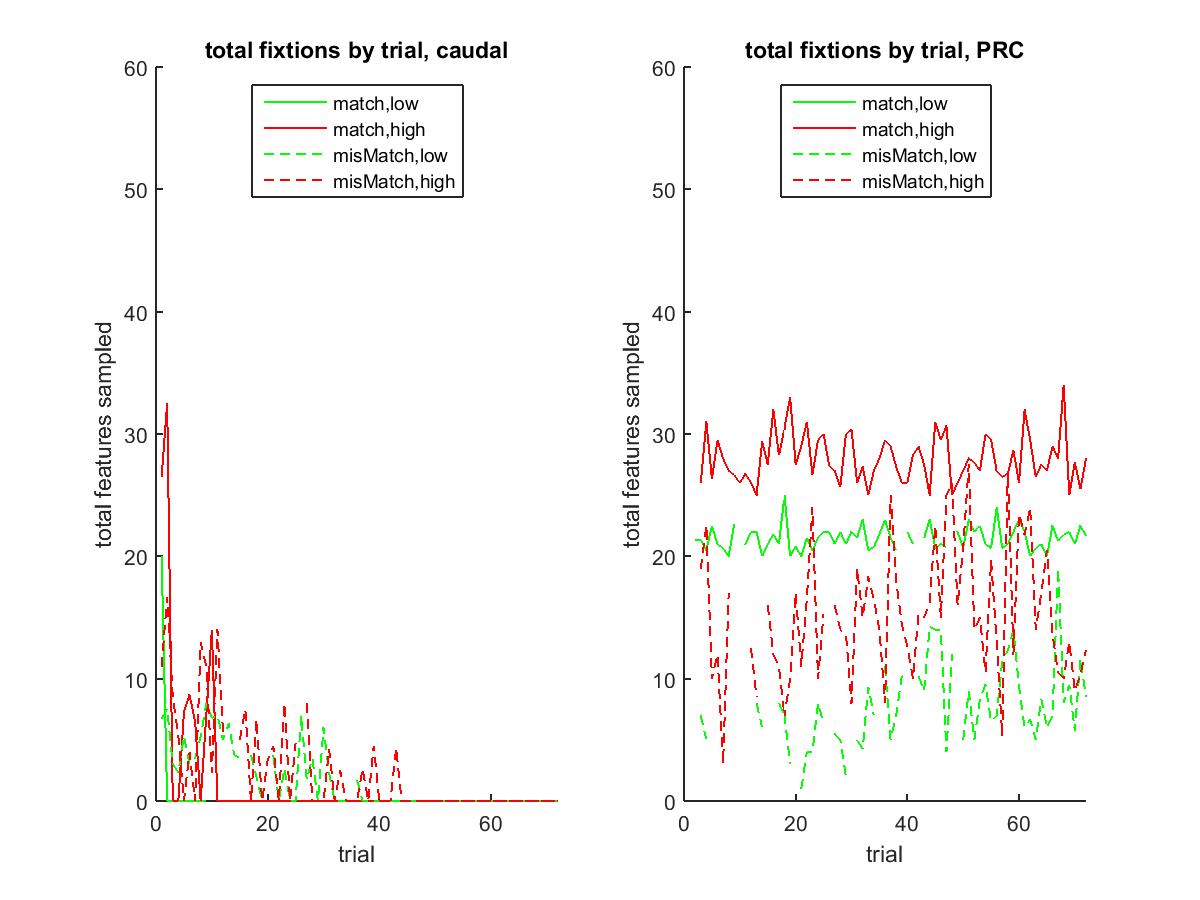 total fixtions by trial, caudal
match,low
match,high
misMatch,low
misMatch,high
60
50
40
30
20
10
0
total features sampled
0 20 40 60
trial
total fixtions by trial, PRC
match,low
match,high
misMatch,low
misMatch,high
60
50
40
30
20
10
0
total features sampled
0 20 40 60
trial